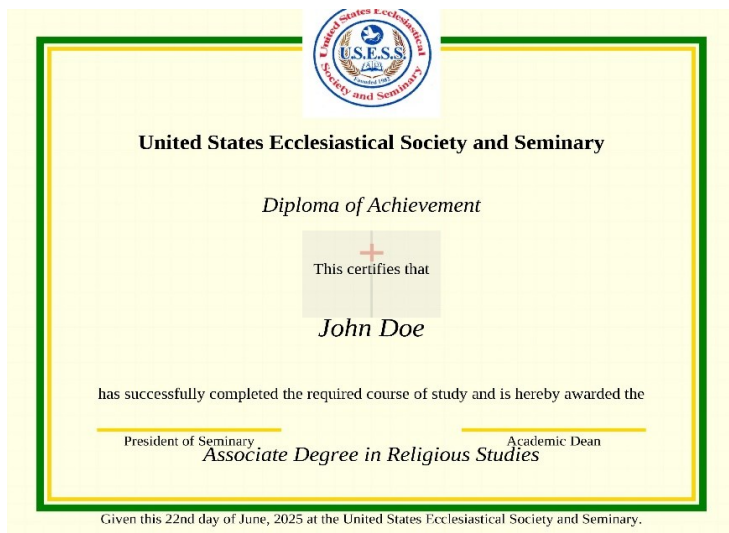 United States Ecclesiastical
U.S.E.S.S.
Founded 1982
Society and Seminary
United States Ecclesiastical Society and Seminary
Diploma of Achievement
This certifies that
John Doe
has successfully completed the required course of study and is hereby awarded the
President of Seminary Academic Dean
Associate Degree in Religious Studies
Given this 22nd day of June, 2025 at the United States Ecclesiastical Society and Seminary.